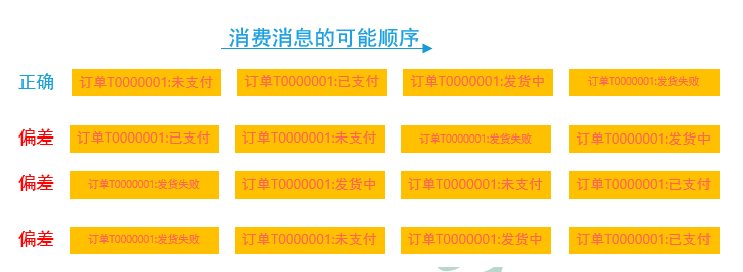 消费消息的可能顺序
正确 订单T0000001:未支付 订单T0000001:已支付 订单T0000001:发货中 订单T0000001:发货失败
偏差 订单T0000001:已支付 订单T0000001:未支付 订单T0000001:发货失败 订单T0000001:发货中
偏差 订单T0000001:发货失败 订单T0000001:发货中 订单T0000001:未支付 订单T0000001:已支付
偏差 订单T0000001:发货失败 订单T0000001:未支付 订单T0000001:发货中 订单T0000001:已支付